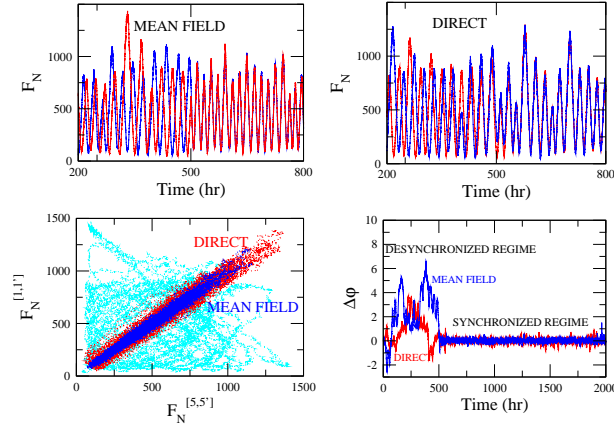 MEAN FIELD
1000
500
0
F_N
200
500
800
Time (hr)
DIRECT
1000
500
0
F_N
200
500
800
Time (hr)
1500
1000
500
0
F_N^[1,1']
DIRECT
MEAN FIELD
0
500
1000
1500
F_N^[5,5']
10
8
6
4
2
0
-2
Δφ
DESYNCHRONIZED REGIME
MEAN FIELD
SYNCHRONIZED REGIME
DIRECT
0
500
1000
1500
2000
Time (hr)